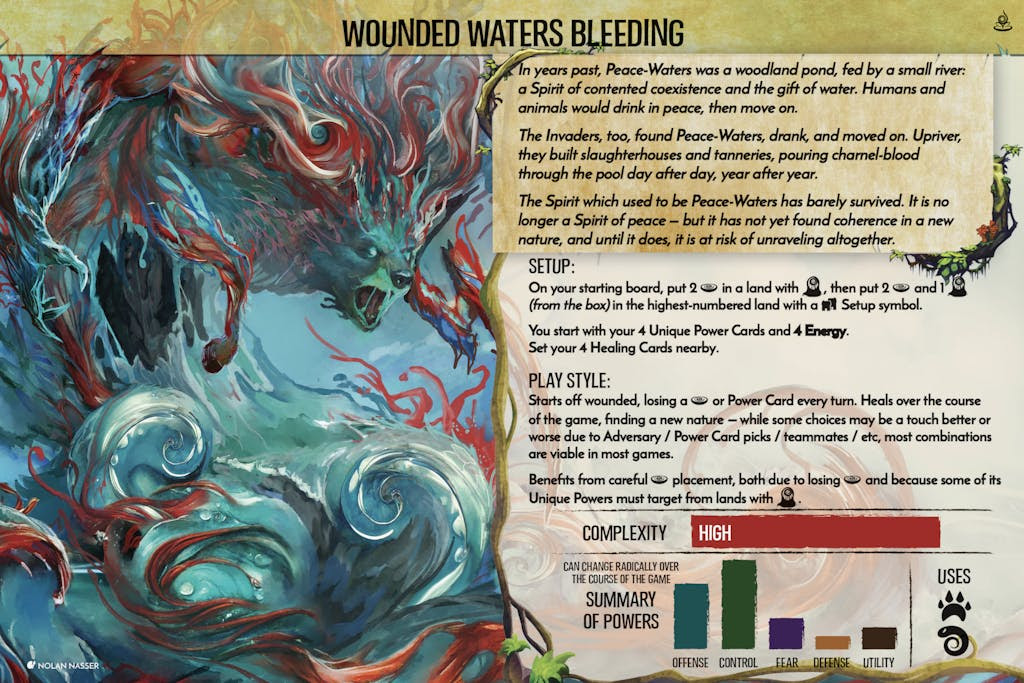 WOUNDED WATERS BLEEDING
In years past, Peace-Waters was a woodland pond, fed by a small river:
a Spirit of contented coexistence and the gift of water. Humans and
animals would drink in peace, then move on.
The Invaders, too, found Peace-Waters, drank, and moved on. Upriver,
they built slaughterhouses and tanneries, pouring charnel-blood
through the pool day after day, year after year.
The Spirit which used to be Peace-Waters has barely survived. It is no
longer a Spirit of peace – but it has not yet found coherence in a new
nature, and until it does, it is at risk of unraveling altogether.
SETUP:
On your starting board, put 2 in a land with , then put 2 and 1
(from the box) in the highest-numbered land with a Setup symbol.
You start with your 4 Unique Power Cards and 4 Energy.
Set your 4 Healing Cards nearby.
PLAY STYLE:
Starts off wounded, losing a or Power Card every turn. Heals over the course
of the game, finding a new nature – while some choices may be a touch better or
worse due to Adversary / Power Card picks / teammates / etc, most combinations
are viable in most games.
Benefits from careful placement, both due to losing and because some of its
Unique Powers must target from lands with .
COMPLEXITY HIGH
CAN CHANGE RADICALLY OVER
THE COURSE OF THE GAME
SUMMARY
OF POWERS
OFFENSE CONTROL FEAR DEFENSE UTILITY
USES
NOLAN NASSER